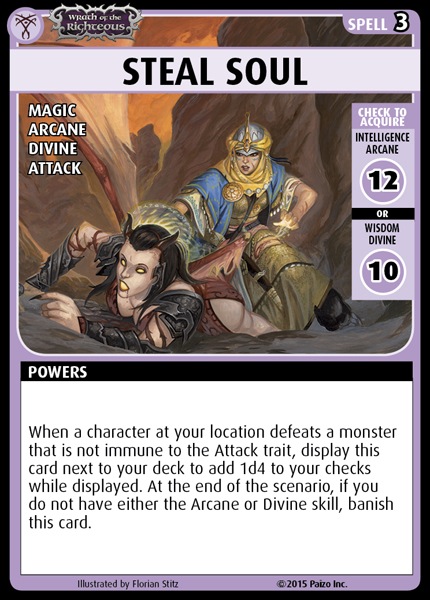 Wrath of the
Righteous
SPELL 3
STEAL SOUL
MAGIC
ARCANE
DIVINE
ATTACK
CHECK TO
ACQUIRE
INTELLIGENCE
ARCANE
12
OR
WISDOM
DIVINE
10
POWERS
When a character at your location defeats a monster
that is not immune to the Attack trait, display this
card next to your deck to add 1d4 to your checks
while displayed. At the end of the scenario, if you
do not have either the Arcane or Divine skill, banish
this card.
Illustrated by Florian Stitz
©2015 Paizo Inc.